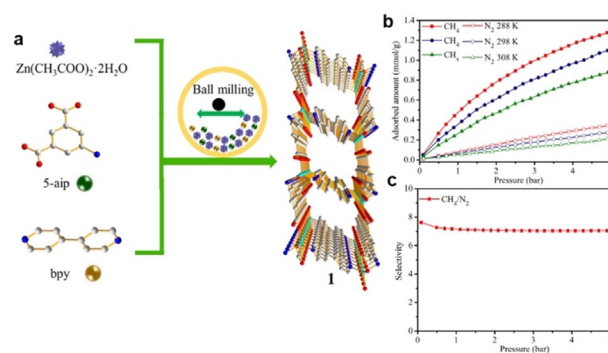 a
Zn(CH₃COO)₂·2H₂O
5-aip
bpy
Ball milling
1
b
CH₄ N₂ 288 K
CH₄ N₂ 298 K
CH₄ N₂ 308 K
Adsorbed amount (mmol/g)
1.4
1.2
1.0
0.8
0.6
0.4
0.2
0.0
0 1 2 3 4
Pressure (bar)
c
CH₄/N₂
Selectivity
10
8
6
4
2
0
0 1 2 3 4
Pressure (bar)